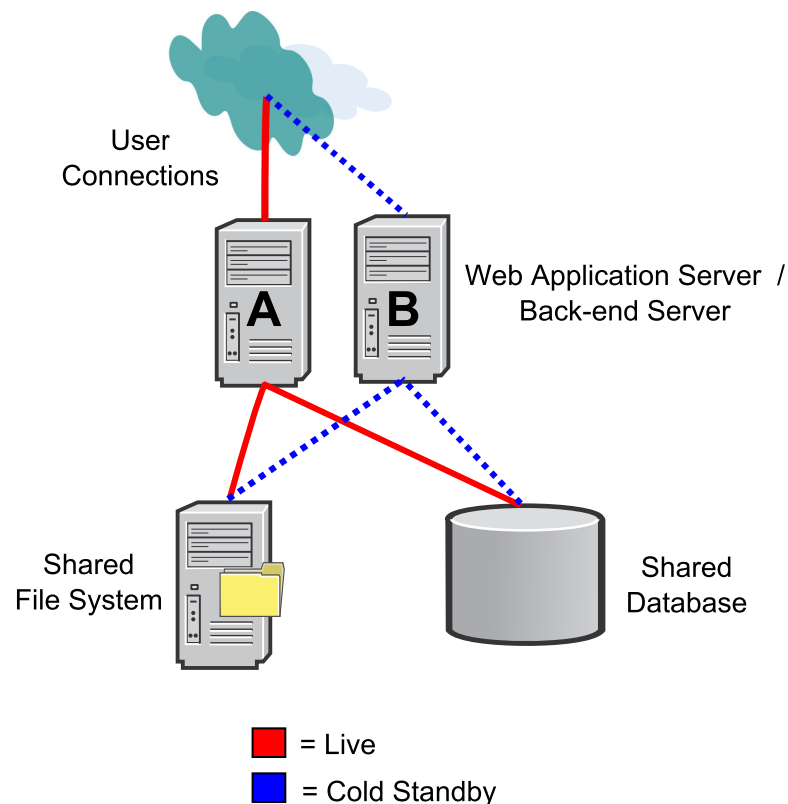 User
Connections
A
B
Web Application Server /
Back-end Server
Shared
File System
Shared
Database
= Live
= Cold Standby